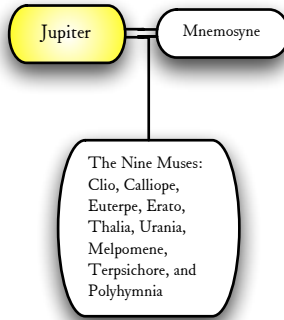 Jupiter
Mnemosyne
The Nine Muses:
Clio, Calliope,
Euterpe, Erato,
Thalia, Urania,
Melpomene,
Terpsichore, and
Polyhymnia